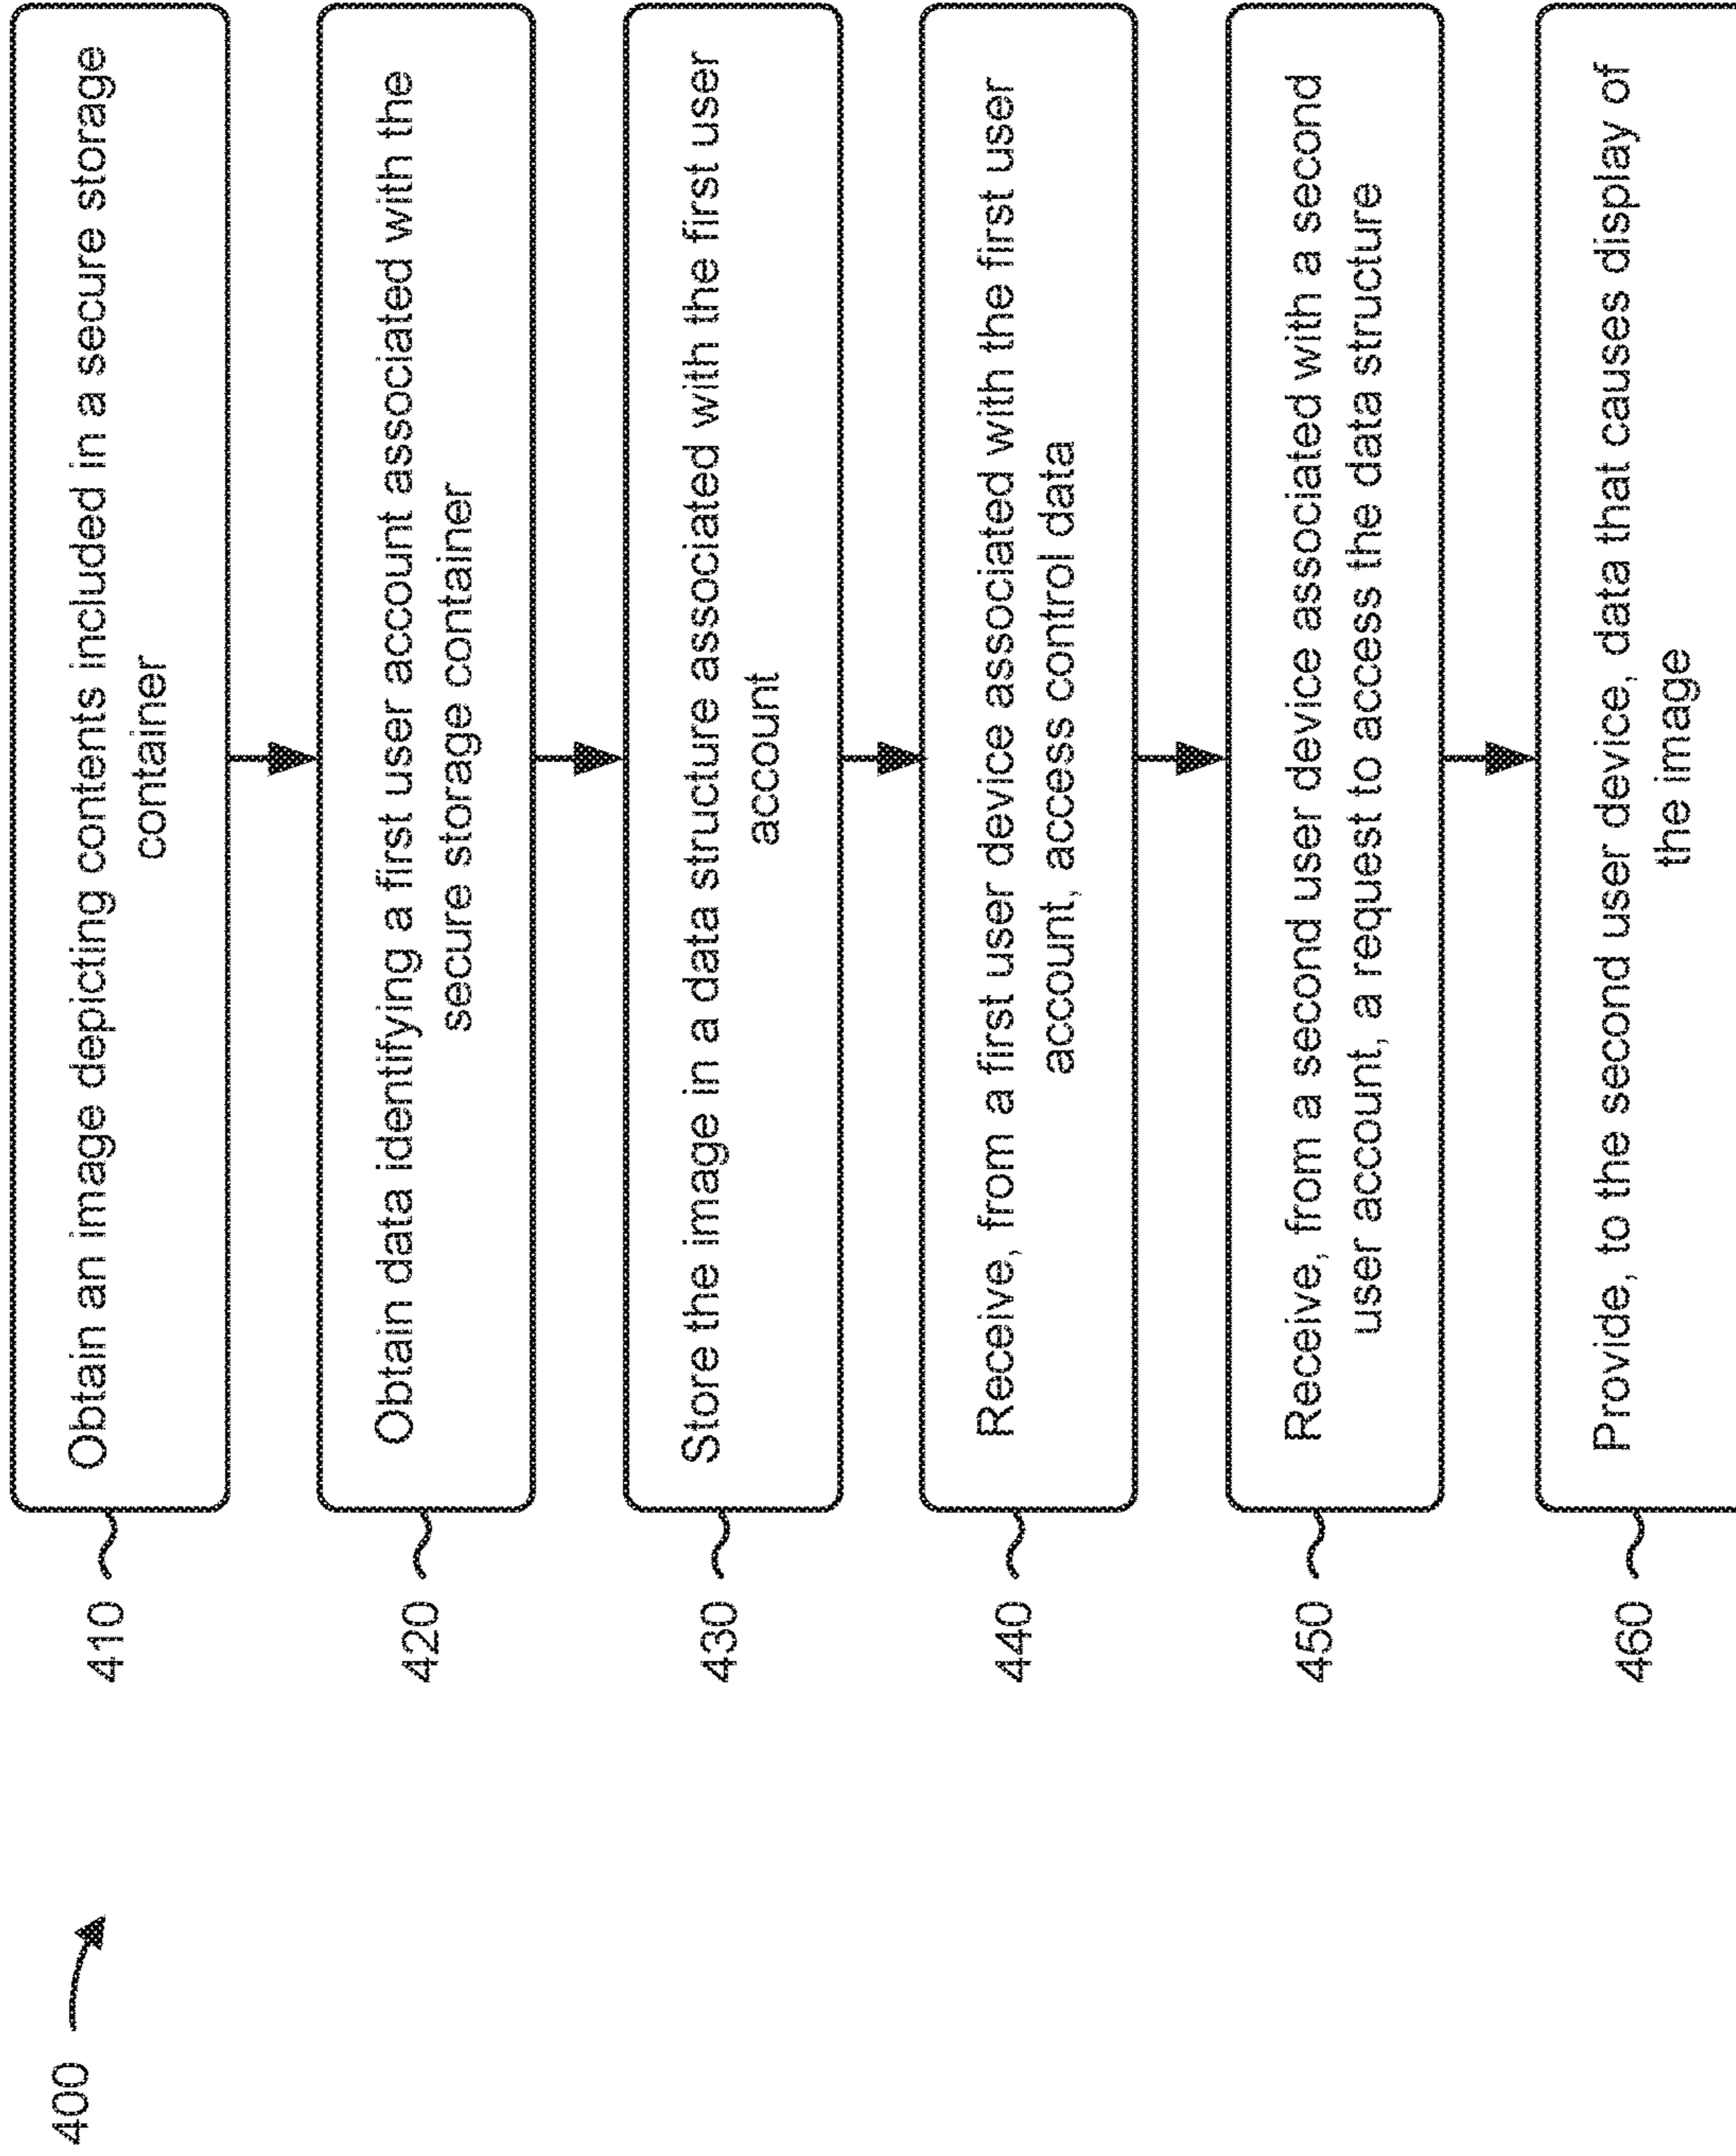 400
410
Obtain an image depicting contents included in a secure storage
container
420
Obtain data identifying a first user account associated with the
secure storage container
430
Store the image in a data structure associated with the first user
account
440
Receive, from a first user device associated with the first user
account, access control data
450
Receive, from a second user device associated with a second
user account, a request to access the data structure
460
Provide, to the second user device, data that causes display of
the image